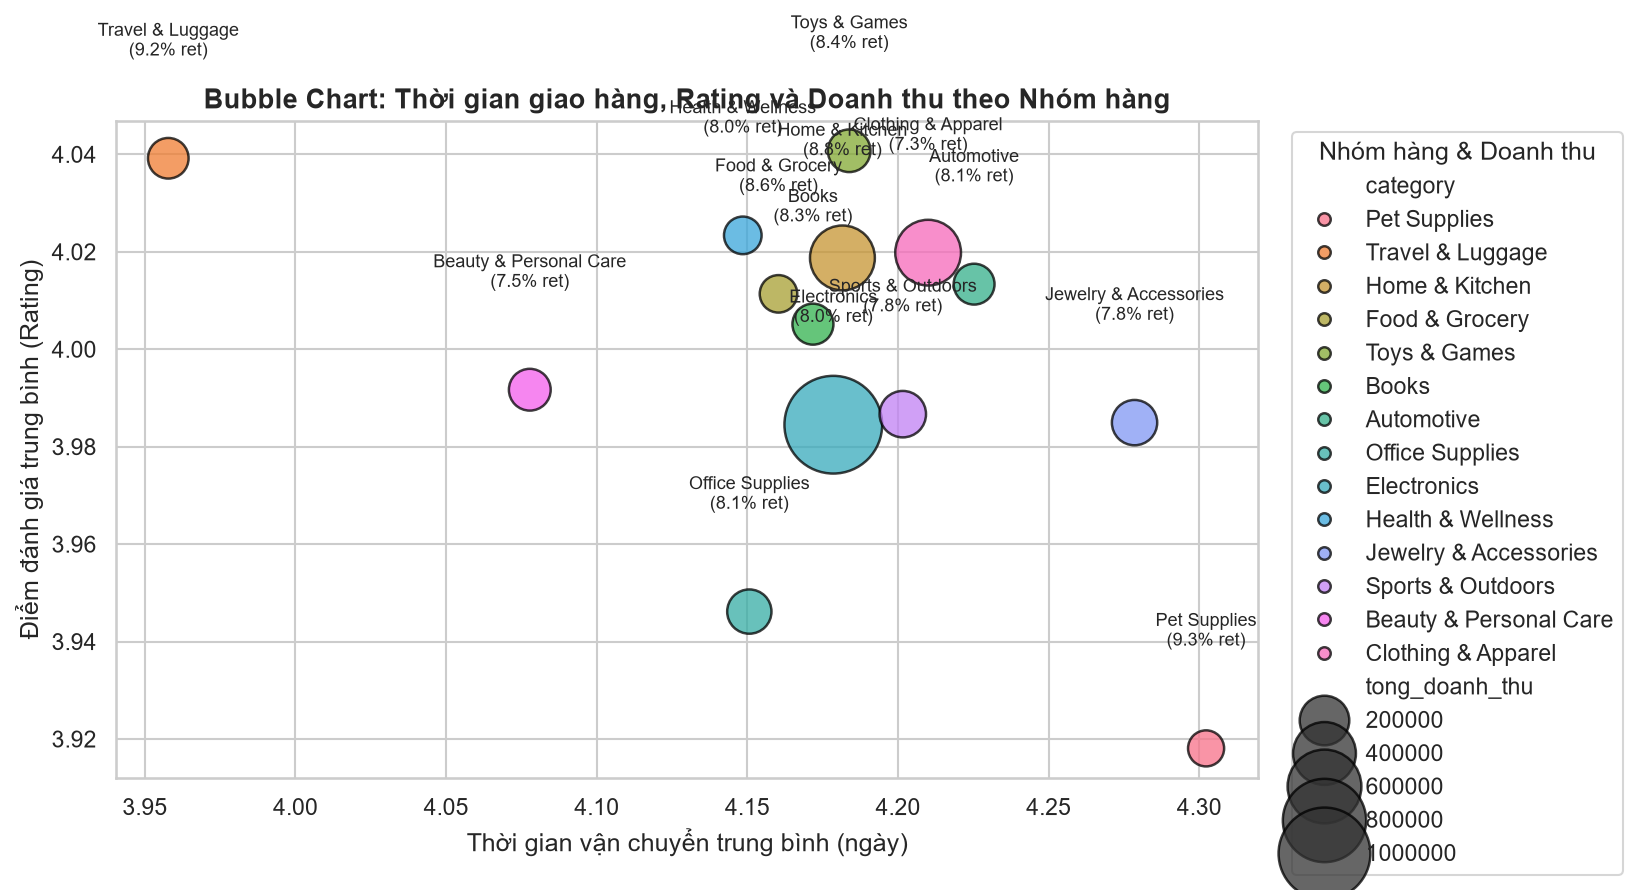 Travel & Luggage
(9.2% ret)
Toys & Games
(8.4% ret)
Bubble Chart: Thời gian giao hàng, Rating và Doanh thu theo Nhóm hàng
Health & Wellness
(8.0% ret)
Home & Kitchen
(8.8% ret)
Clothing & Apparel
(7.3% ret)
Automotive
(8.1% ret)
Food & Grocery
(8.6% ret)
Books
(8.3% ret)
Beauty & Personal Care
(7.5% ret)
Sports & Outdoors
(7.8% ret)
Electronics
(8.0% ret)
Jewelry & Accessories
(7.8% ret)
Office Supplies
(8.1% ret)
Pet Supplies
(9.3% ret)
Điểm đánh giá trung bình (Rating)
4.04
4.02
4.00
3.98
3.96
3.94
3.92
3.95
4.00
4.05
4.10
4.15
4.20
4.25
4.30
Thời gian vận chuyển trung bình (ngày)
Nhóm hàng & Doanh thu
category
Pet Supplies
Travel & Luggage
Home & Kitchen
Food & Grocery
Toys & Games
Books
Automotive
Office Supplies
Electronics
Health & Wellness
Jewelry & Accessories
Sports & Outdoors
Beauty & Personal Care
Clothing & Apparel
tong_doanh_thu
200000
400000
600000
800000
1000000